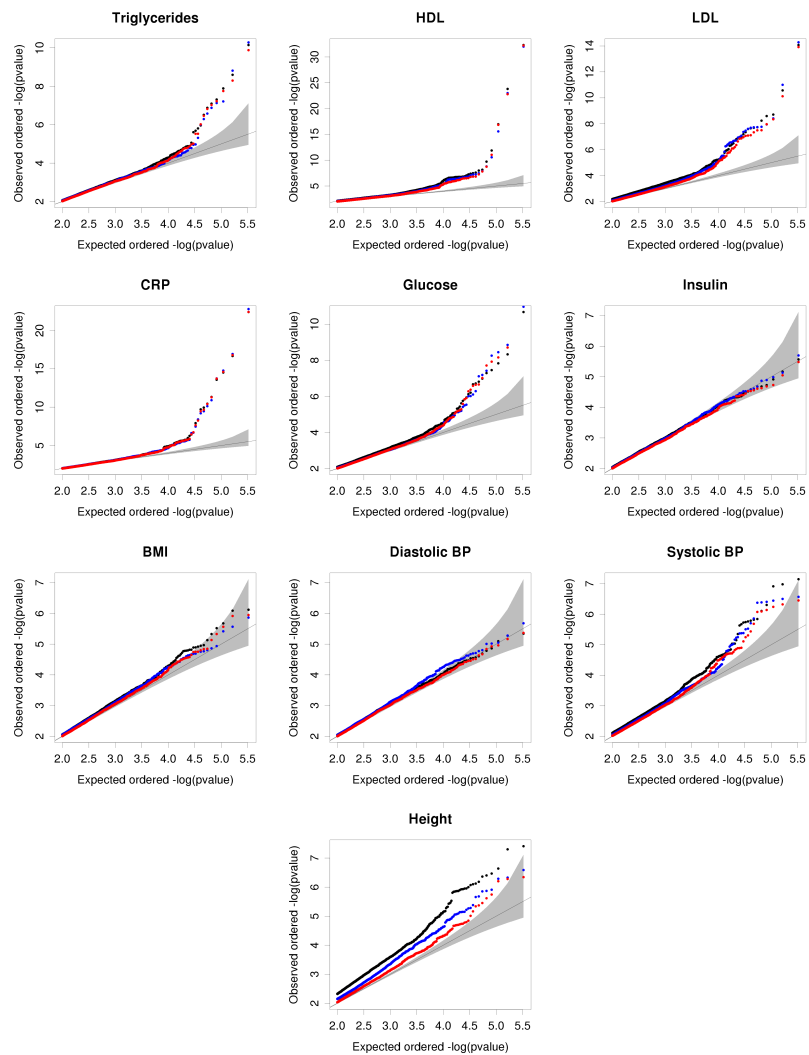 Triglycerides
Observed ordered -log(pvalue)
2 4 6 8 10
2.0 2.5 3.0 3.5 4.0 4.5 5.0 5.5
Expected ordered -log(pvalue)
HDL
Observed ordered -log(pvalue)
5 10 15 20 25 30
2.0 2.5 3.0 3.5 4.0 4.5 5.0 5.5
Expected ordered -log(pvalue)
LDL
Observed ordered -log(pvalue)
2 4 6 8 10 12 14
2.0 2.5 3.0 3.5 4.0 4.5 5.0 5.5
Expected ordered -log(pvalue)
CRP
Observed ordered -log(pvalue)
5 10 15 20
2.0 2.5 3.0 3.5 4.0 4.5 5.0 5.5
Expected ordered -log(pvalue)
Glucose
Observed ordered -log(pvalue)
2 4 6 8 10
2.0 2.5 3.0 3.5 4.0 4.5 5.0 5.5
Expected ordered -log(pvalue)
Insulin
Observed ordered -log(pvalue)
2 3 4 5 6 7
2.0 2.5 3.0 3.5 4.0 4.5 5.0 5.5
Expected ordered -log(pvalue)
BMI
Observed ordered -log(pvalue)
2 3 4 5 6 7
2.0 2.5 3.0 3.5 4.0 4.5 5.0 5.5
Expected ordered -log(pvalue)
Diastolic BP
Observed ordered -log(pvalue)
2 3 4 5 6 7
2.0 2.5 3.0 3.5 4.0 4.5 5.0 5.5
Expected ordered -log(pvalue)
Systolic BP
Observed ordered -log(pvalue)
2 3 4 5 6 7
2.0 2.5 3.0 3.5 4.0 4.5 5.0 5.5
Expected ordered -log(pvalue)
Height
Observed ordered -log(pvalue)
2 3 4 5 6 7
2.0 2.5 3.0 3.5 4.0 4.5 5.0 5.5
Expected ordered -log(pvalue)